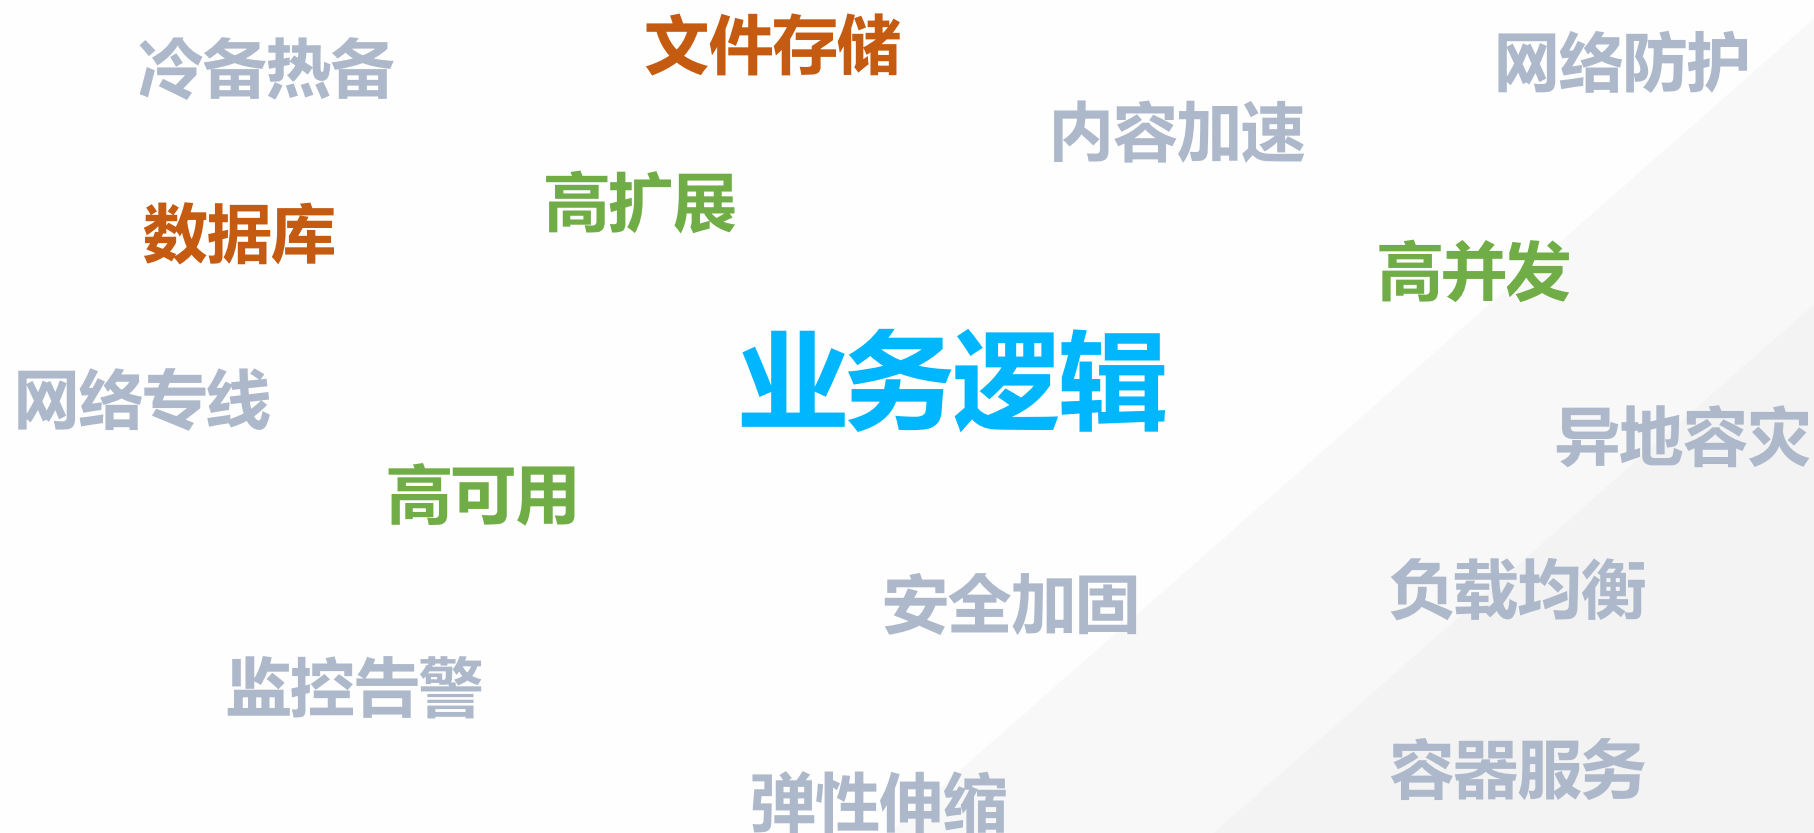 文件存储
网络防护
冷备热备
内容加速
高扩展
数据库
高并发
业务逻辑
网络专线
异地容灾
高可用
负载均衡
安全加固
监控告警
容器服务
弹性伸缩